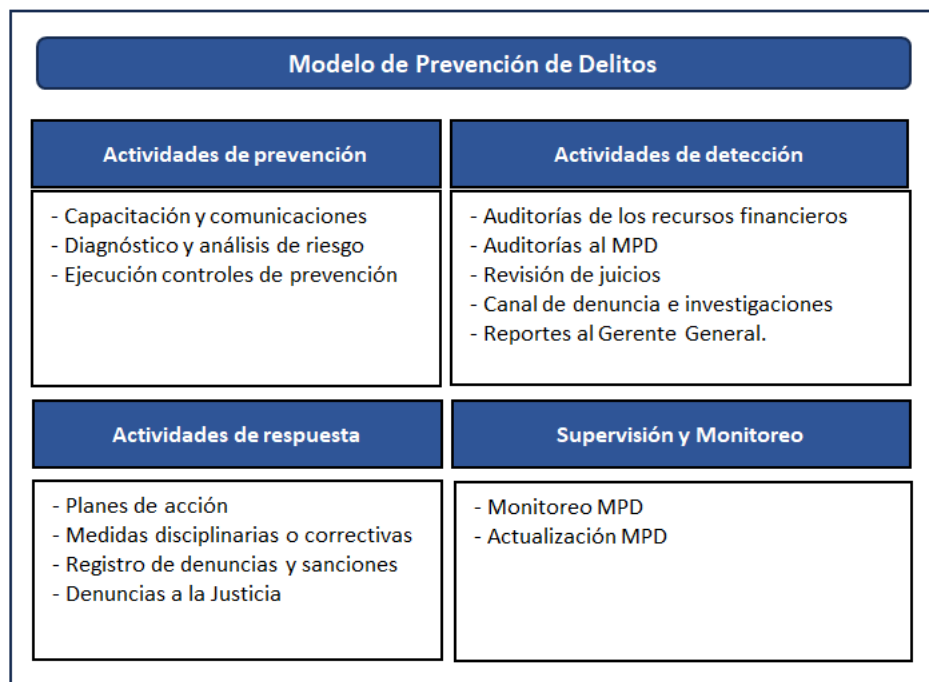 Modelo de Prevención de Delitos
Actividades de prevención
- Capacitación y comunicaciones
- Diagnóstico y análisis de riesgo
- Ejecución controles de prevención
Actividades de detección
- Auditorías de los recursos financieros
- Auditorías al MPD
- Revisión de juicios
- Canal de denuncia e investigaciones
- Reportes al Gerente General.
Actividades de respuesta
- Planes de acción
- Medidas disciplinarias o correctivas
- Registro de denuncias y sanciones
- Denuncias a la Justicia
Supervisión y Monitoreo
- Monitoreo MPD
- Actualización MPD